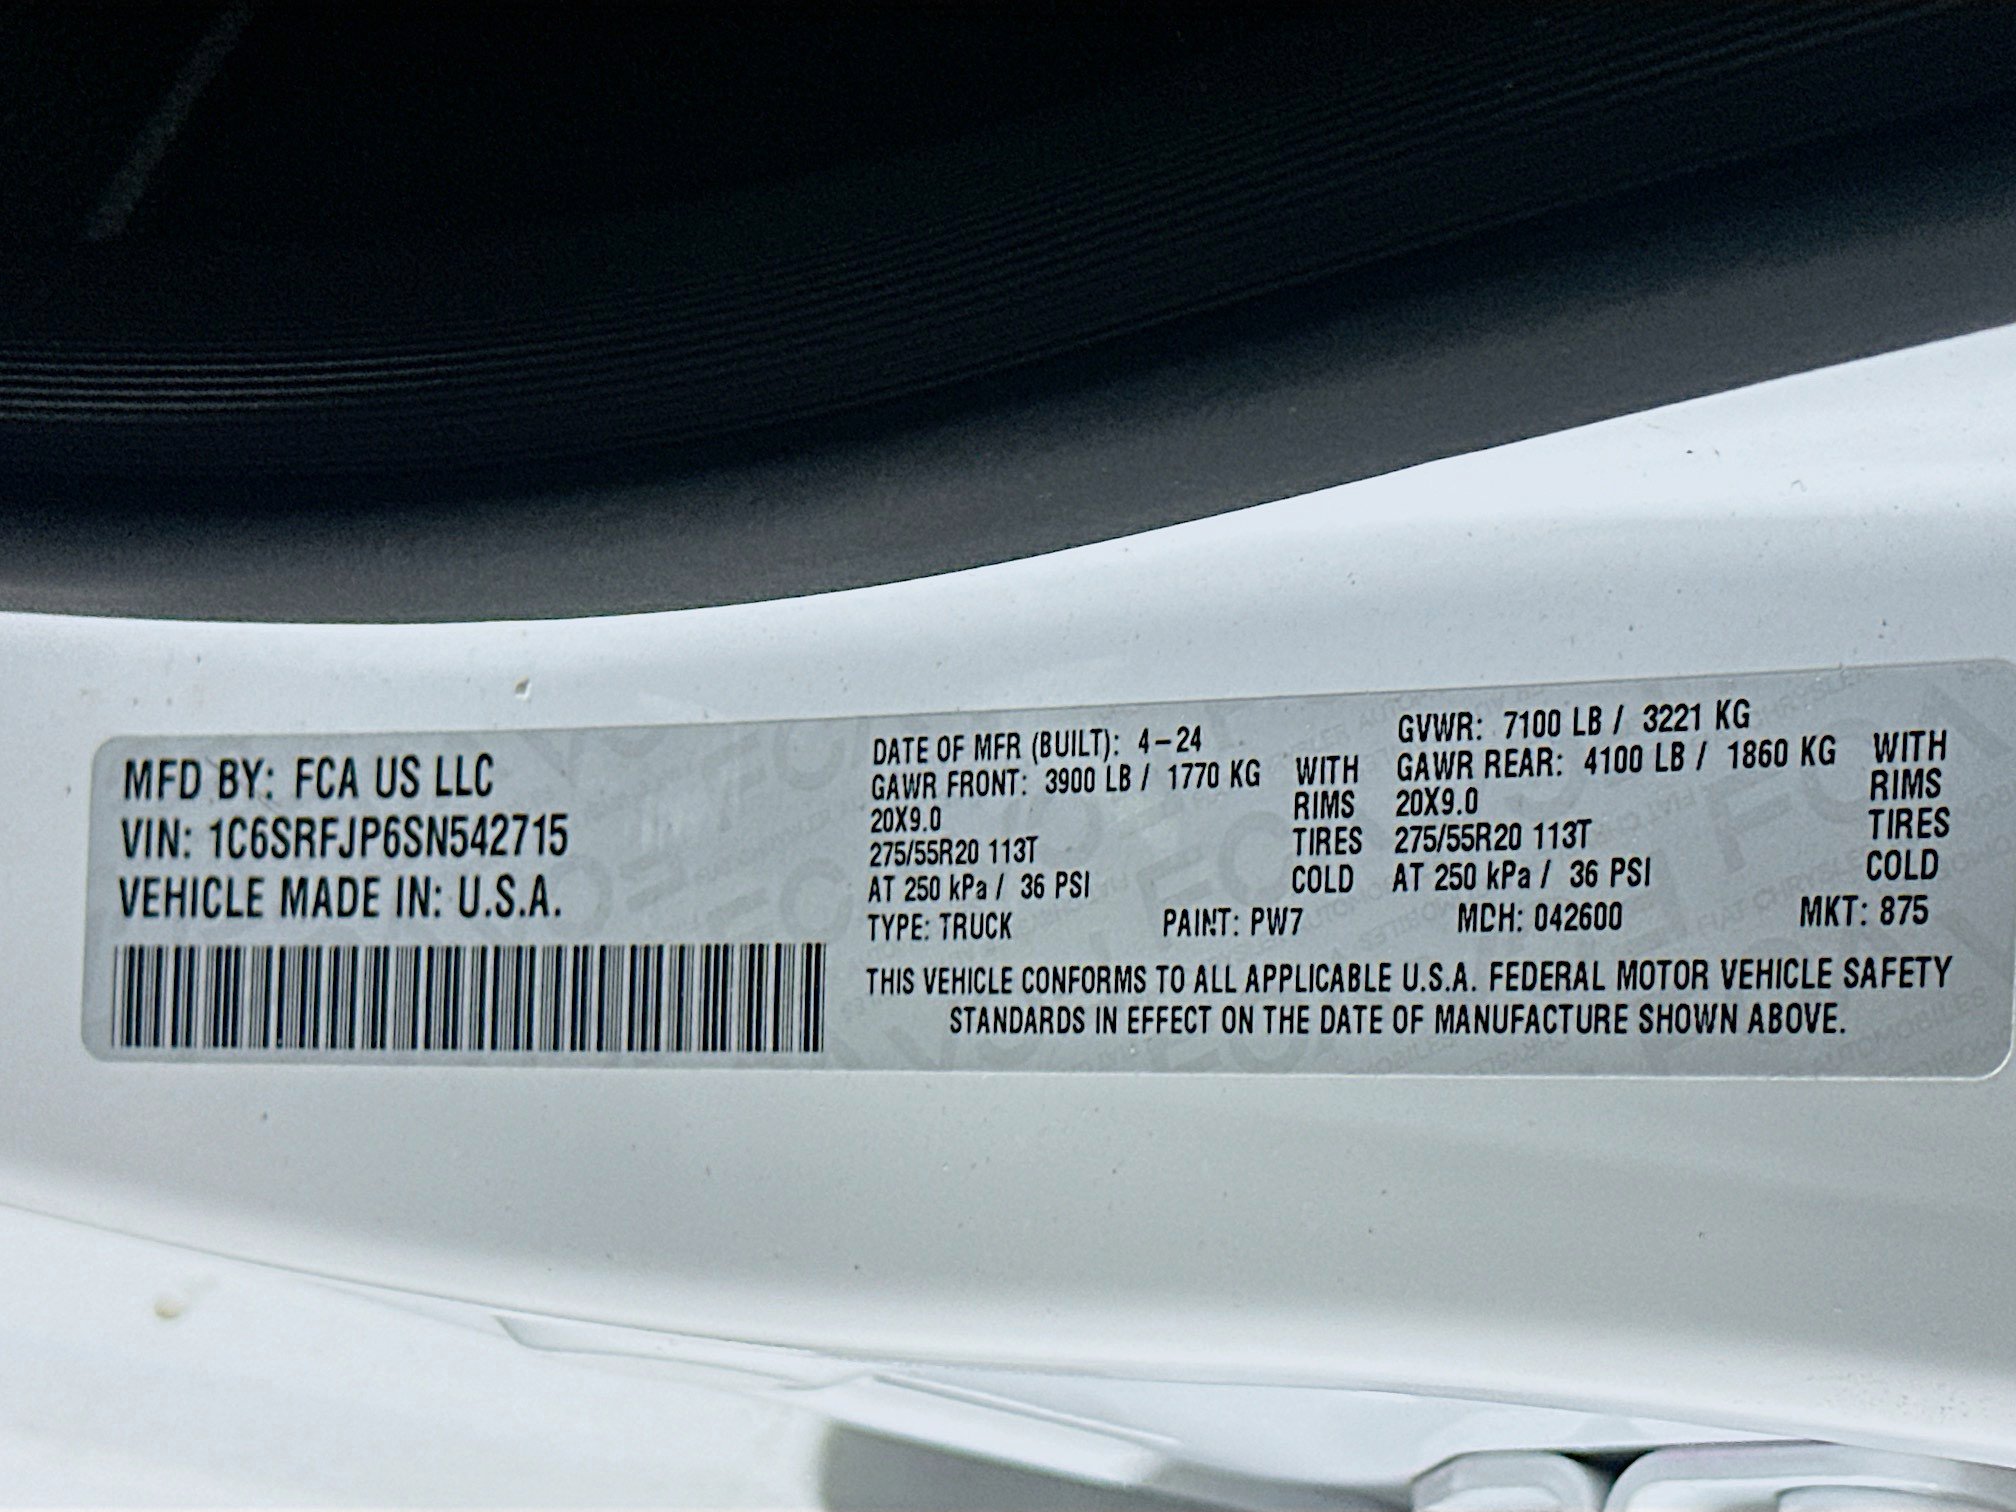 MFD BY: FCA US LLC
VIN: 1C6SRFJP6SN542715
VEHICLE MADE IN: U.S.A.
DATE OF MFR (BUILT): 4-24 GVWR: 7100 LB / 3221 KG
GAWR FRONT: 3900 LB / 1770 KG WITH GAWR REAR: 4100 LB / 1860 KG WITH
20X9.0 RIMS 20X9.0 RIMS
275/55R20 113T TIRES 275/55R20 113T TIRES
AT 250 kPa / 36 PSI COLD AT 250 kPa / 36 PSI COLD
TYPE: TRUCK PAINT: PW7 MDH: 042600 MKT: 875
THIS VEHICLE CONFORMS TO ALL APPLICABLE U.S.A. FEDERAL MOTOR VEHICLE SAFETY
STANDARDS IN EFFECT ON THE DATE OF MANUFACTURE SHOWN ABOVE.